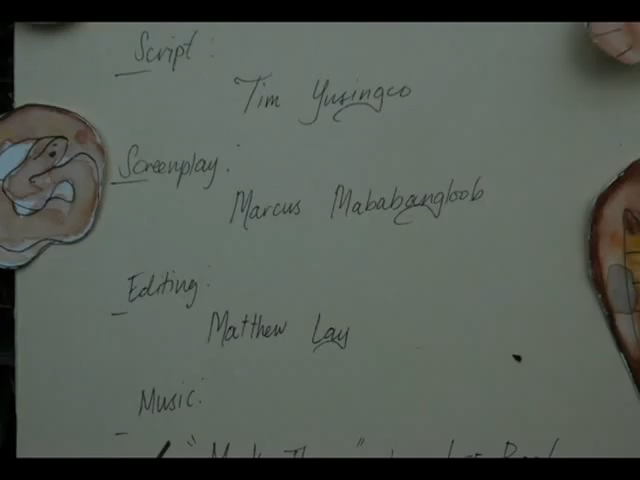 Script:
Tim Yusingco
Screenplay:
Marcus Mababangloob
Editing:
Matthew Lay
Music: